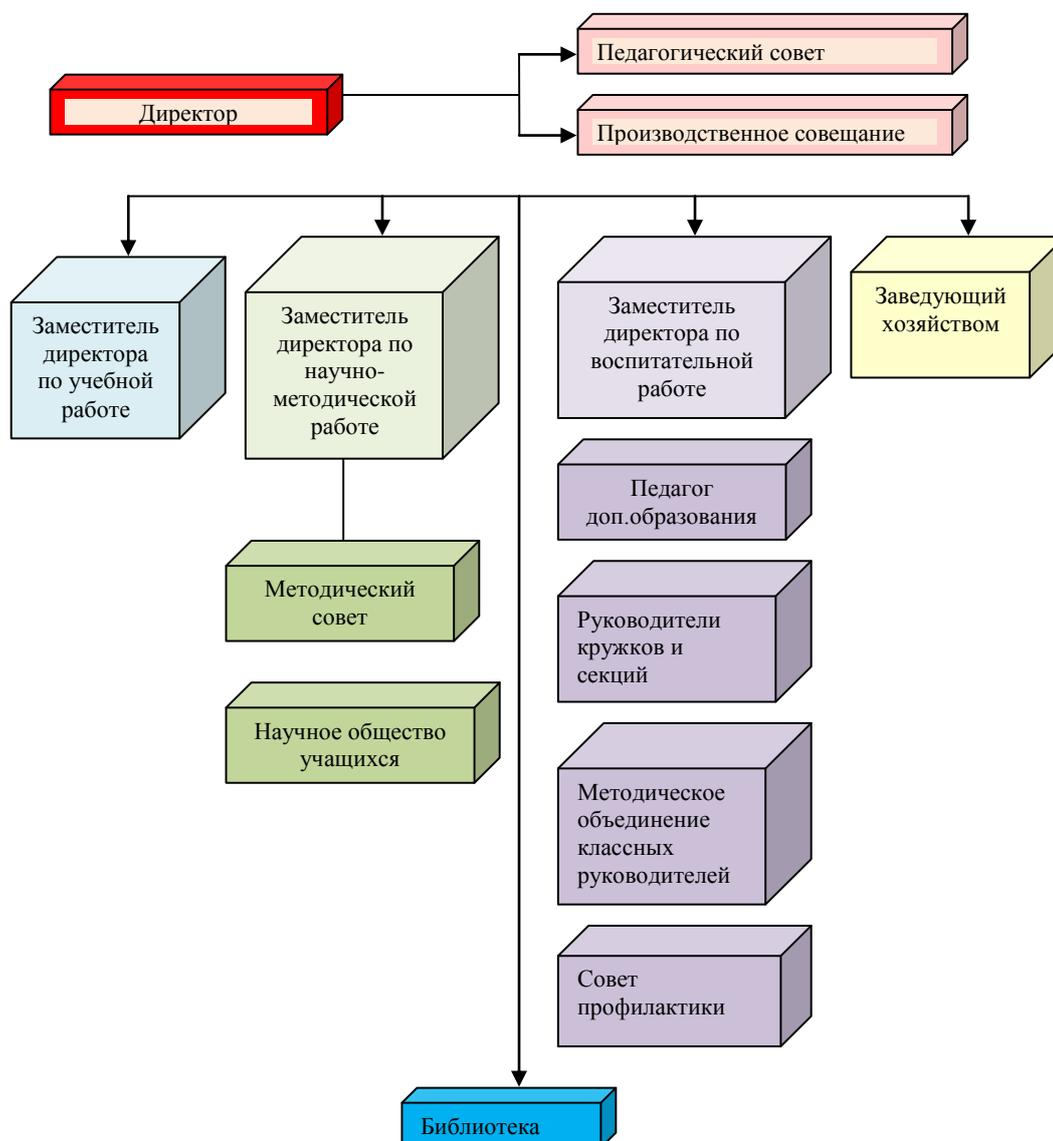 Педагогический совет
Директор
Производственное совещание
Заместитель
директора
по учебной
работе
Заместитель
директора по
научно-
методической
работе
Заместитель
директора по
воспитательной
работе
Заведующий
хозяйством
Педагог
доп.образования
Методический
совет
Руководители
кружков и
секций
Научное общество
учащихся
Методическое
объединение
классных
руководителей
Совет
профилактики
Библиотека